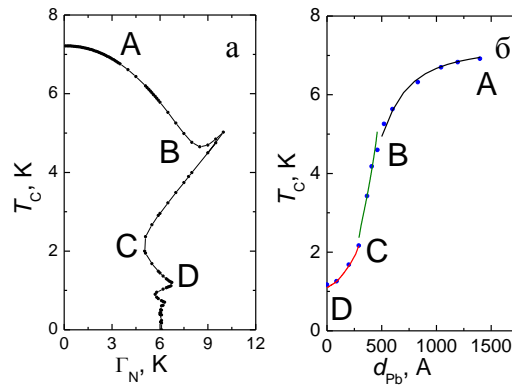 8
6
4
2
0
T_C, K
0 3 6 9 12
Γ_N, K
A
B
C
D
а
8
6
4
2
0
T_C, K
0 500 1000 1500
d_Pb, A
б
A
B
C
D